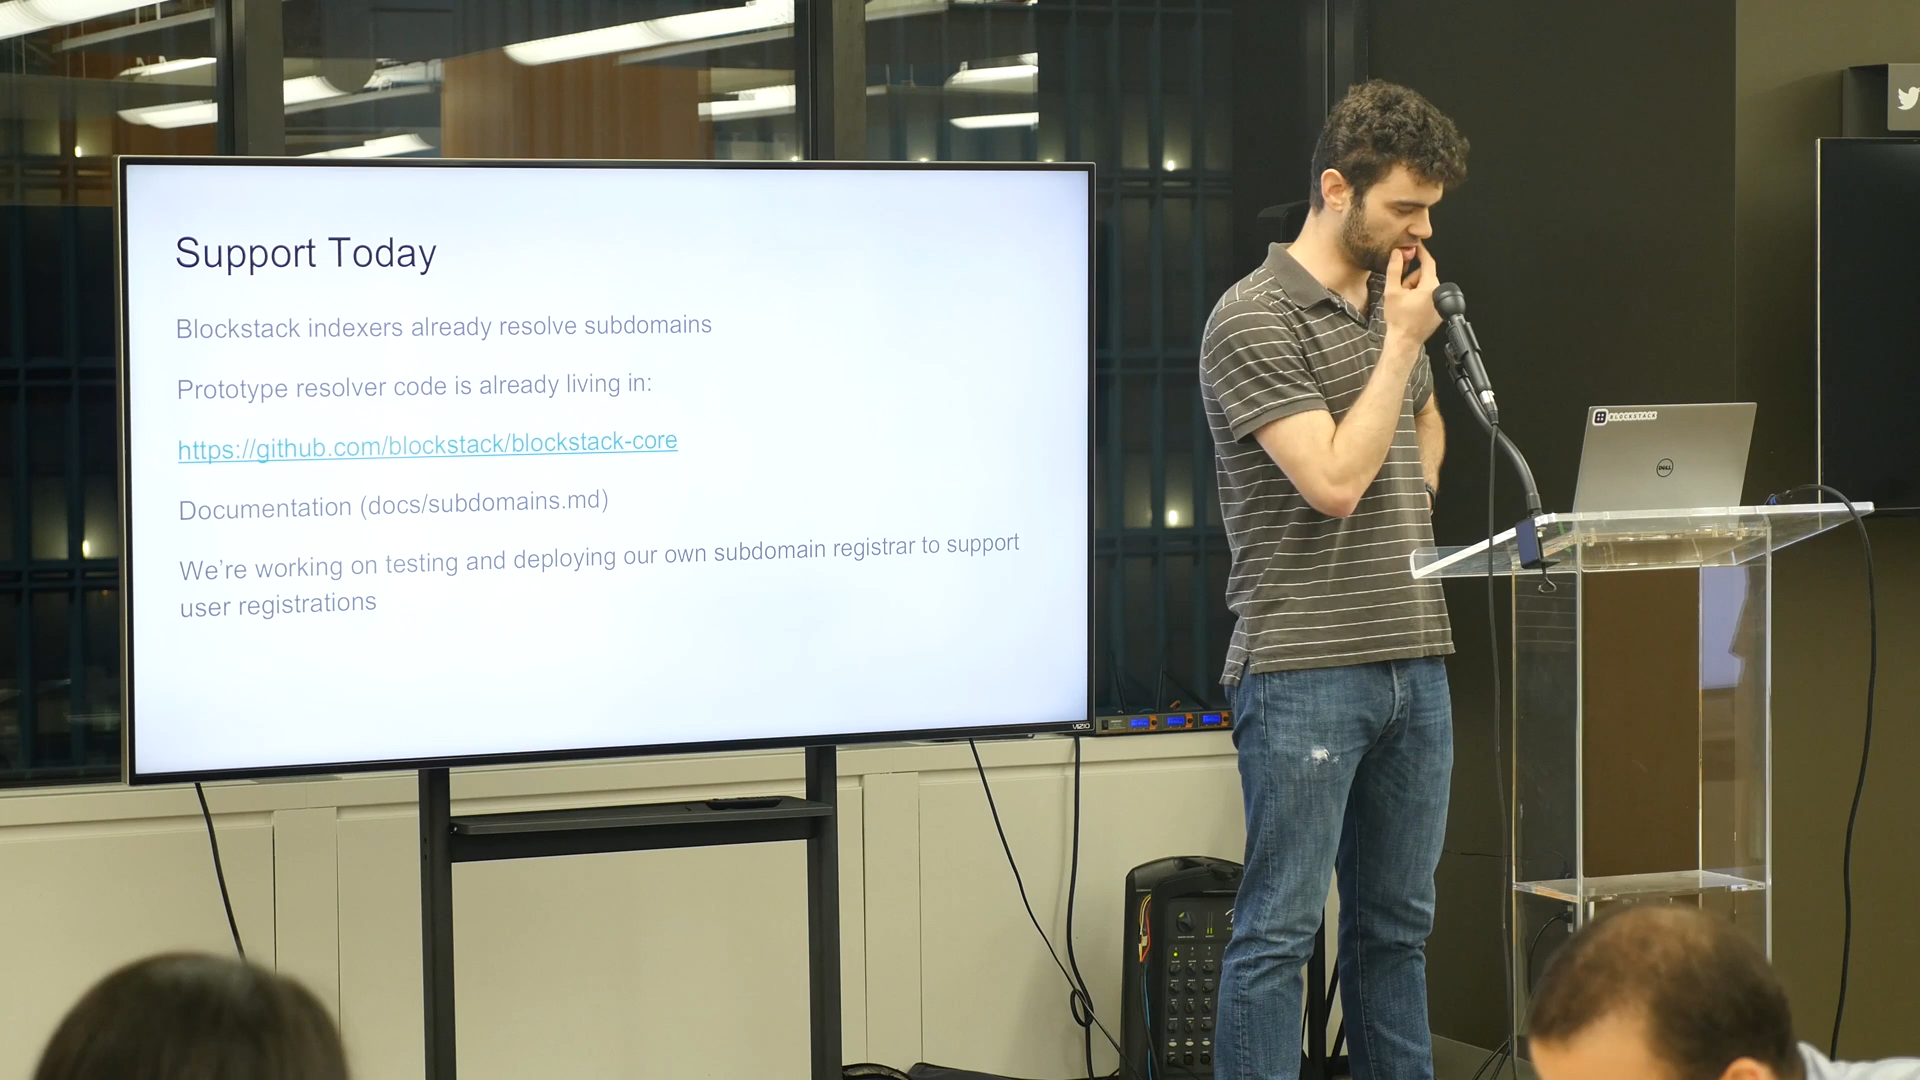 Support Today
Blockstack indexers already resolve subdomains
Prototype resolver code is already living in:
https://github.com/blockstack/blockstack-core
Documentation (docs/subdomains.md)
We're working on testing and deploying our own subdomain registrar to support
user registrations
VIZIO
BLOCKSTACK
DELL